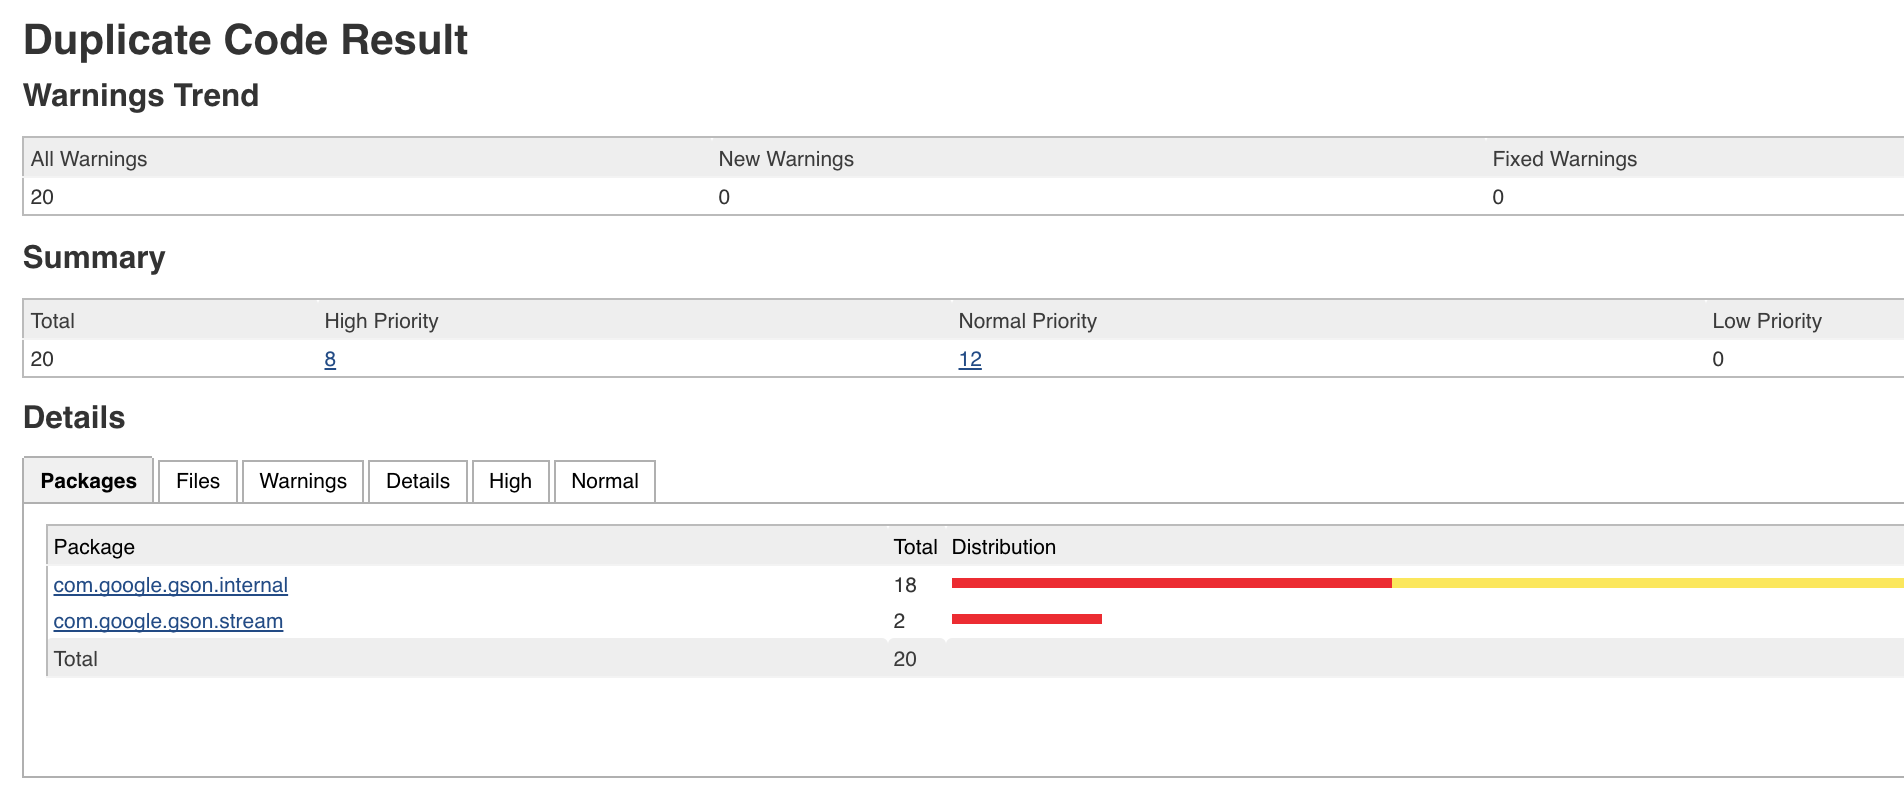 Duplicate Code Result
Warnings Trend
All Warnings New Warnings Fixed Warnings
20 0 0
Summary
Total High Priority Normal Priority Low Priority
20 8 12 0
Details
Packages Files Warnings Details High Normal
Package Total Distribution
com.google.gson.internal 18
com.google.gson.stream 2
Total 20